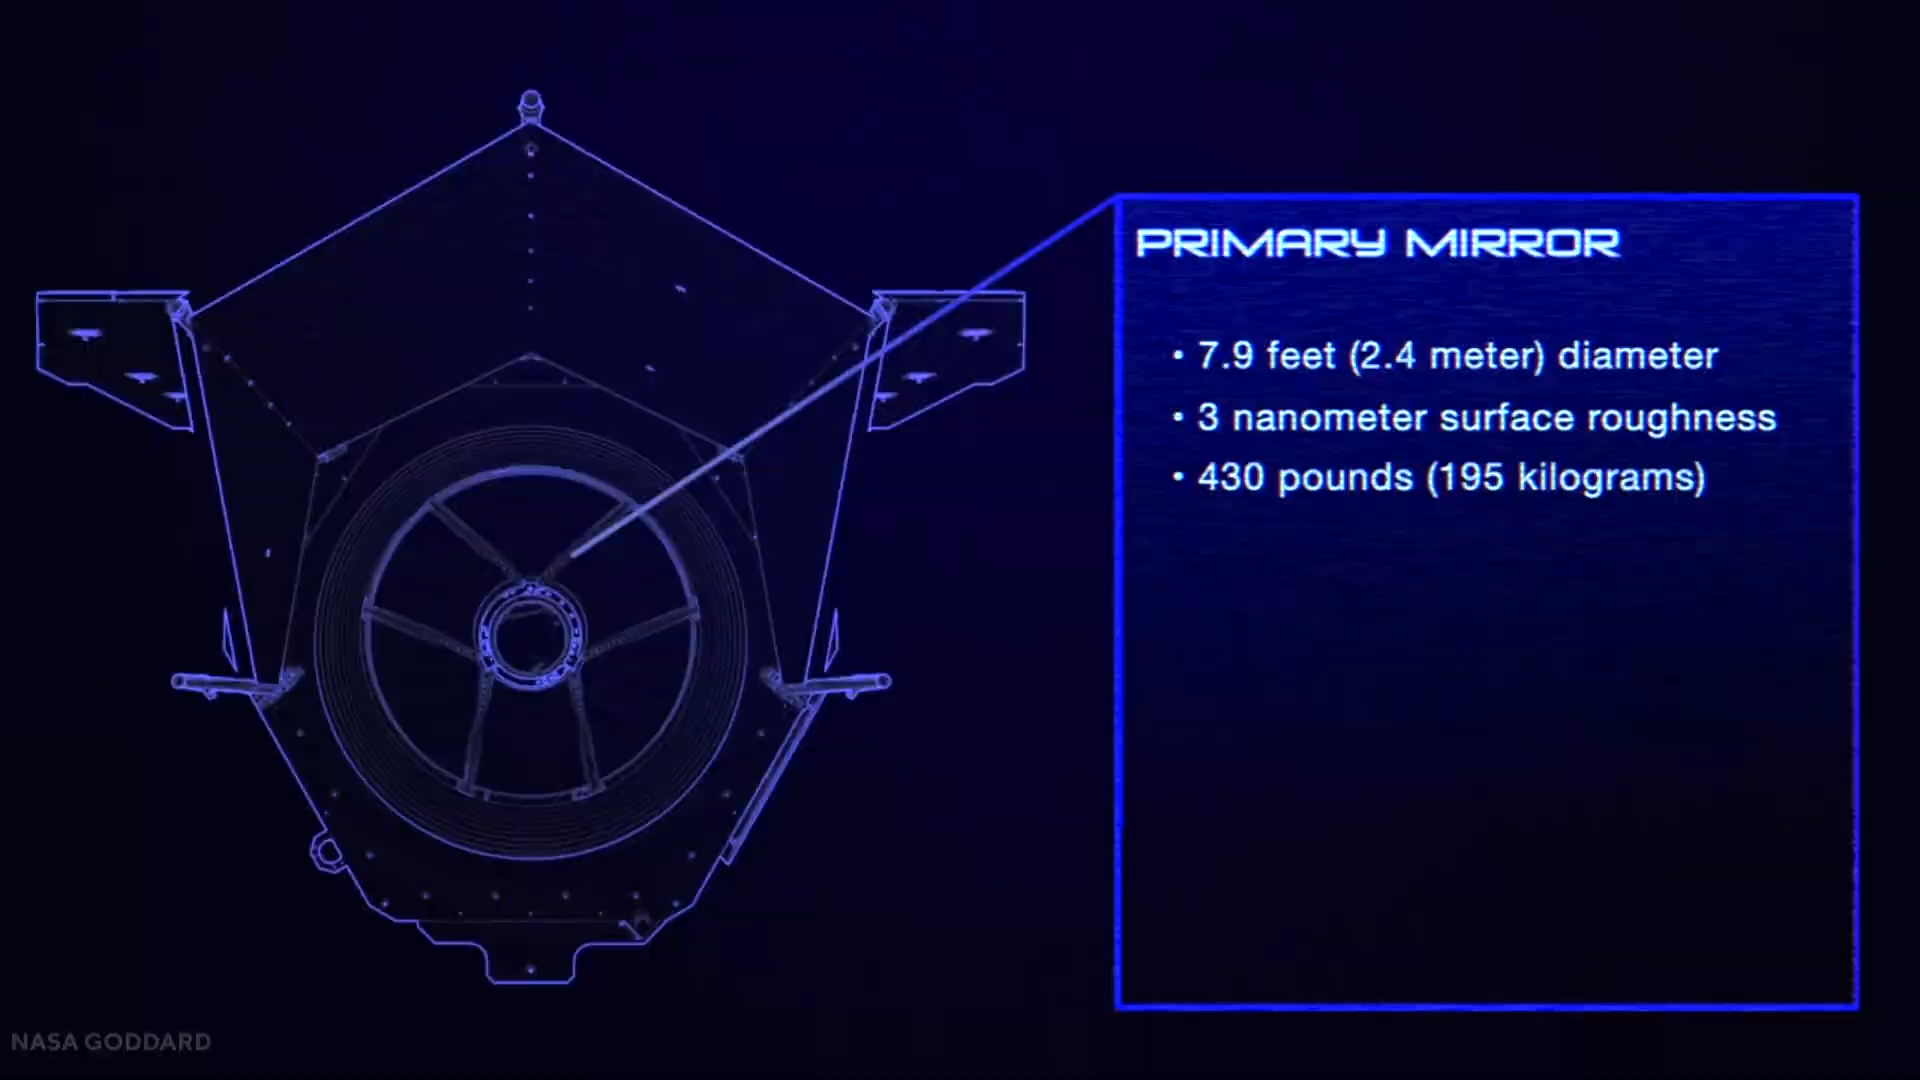 PRIMARY MIRROR
• 7.9 feet (2.4 meter) diameter
• 3 nanometer surface roughness
• 430 pounds (195 kilograms)
NASA GODDARD